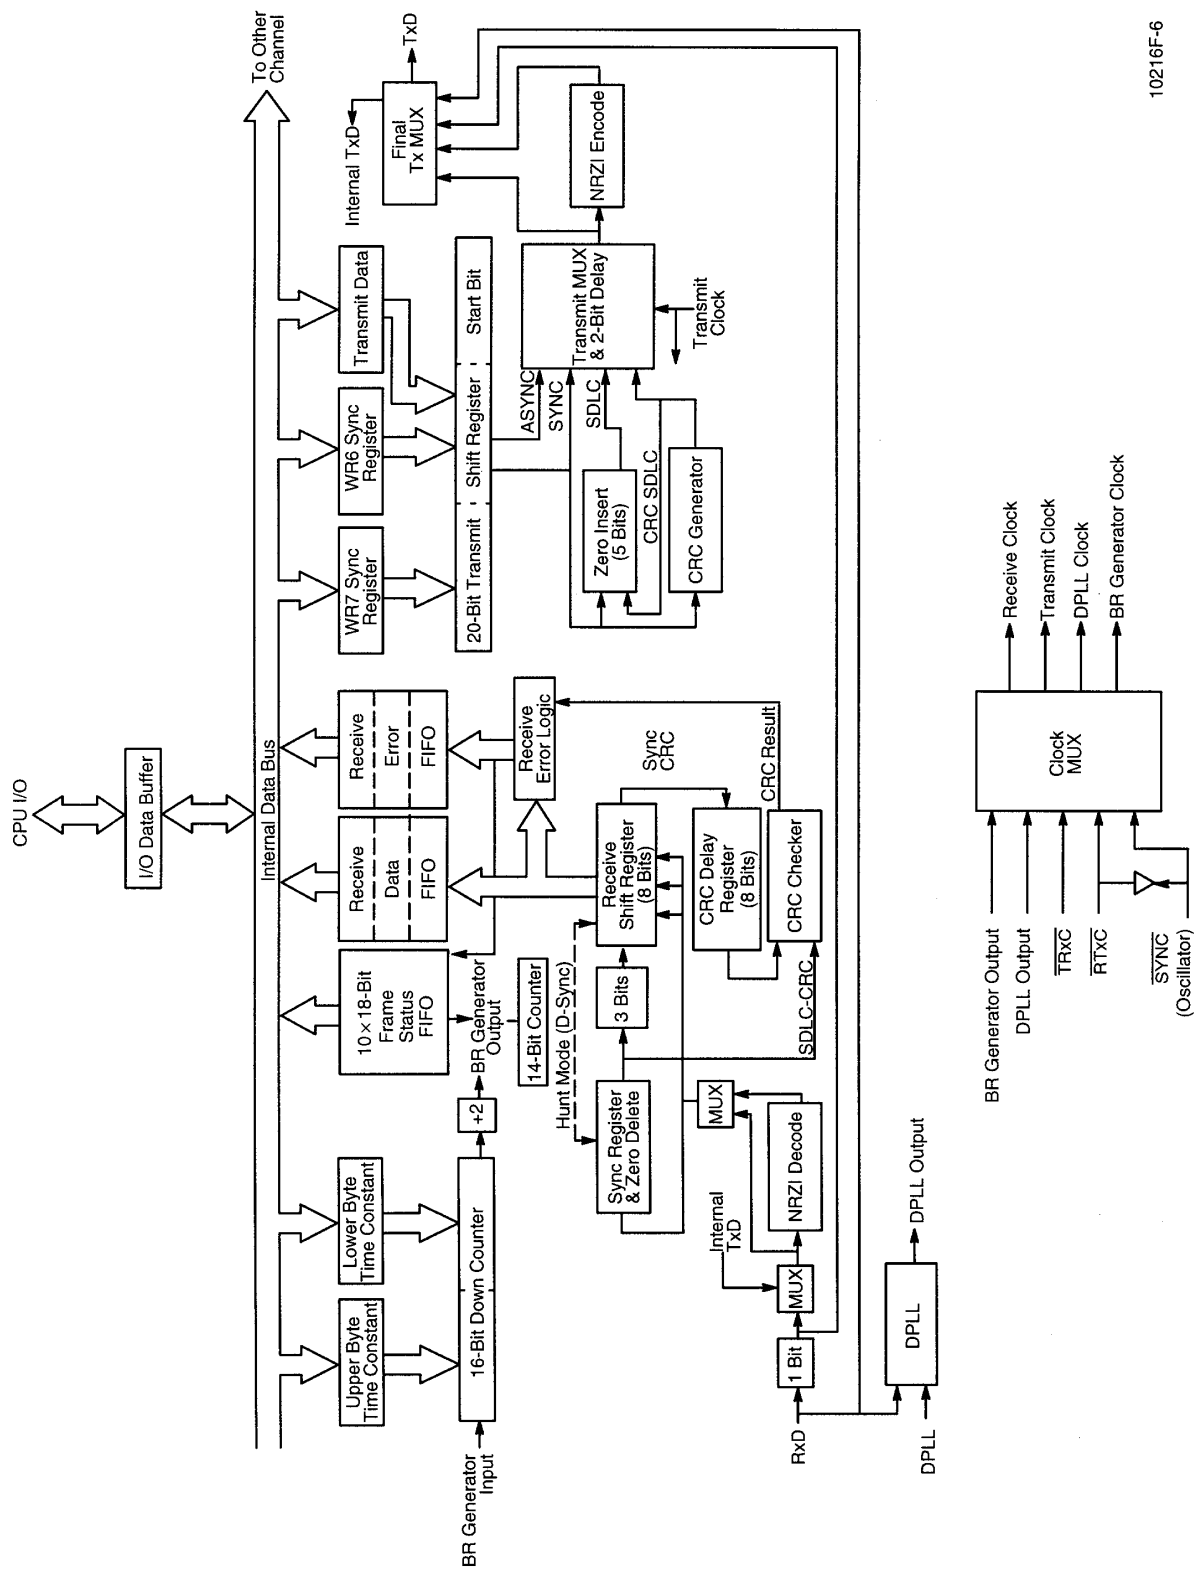 CPU I/O
I/O Data Buffer
Internal Data Bus
To Other
Channel
Upper Byte
Time Constant
Lower Byte
Time Constant
16-Bit Down Counter
BR Generator
Input
+2
BR Generator
Output
10 × 18-Bit
Frame
Status
FIFO
14-Bit Counter
Receive
Data
FIFO
Receive
Error
FIFO
Receive
Error Logic
WR7 Sync
Register
WR6 Sync
Register
Transmit Data
20-Bit Transmit
Shift Register
Start Bit
Internal TxD
TxD
Final
Tx MUX
NRZI Encode
Transmit MUX
& 2-Bit Delay
ASYNC
SYNC
SDLC
Transmit
Clock
Zero Insert
(5 Bits)
CRC SDLC
CRC Generator
Hunt Mode (D-Sync)
Sync Register
& Zero Delete
3 Bits
Receive
Shift Register
(8 Bits)
Sync
CRC
CRC Delay
Register
(8 Bits)
CRC Result
CRC Checker
SDLC-CRC
MUX
NRZI Decode
Internal
TxD
MUX
1 Bit
RxD
DPLL
DPLL
DPLL Output
BR Generator Output
DPLL Output
TRxC
RTxC
SYNC
(Oscillator)
Clock
MUX
Receive Clock
Transmit Clock
DPLL Clock
BR Generator Clock
10216F-6